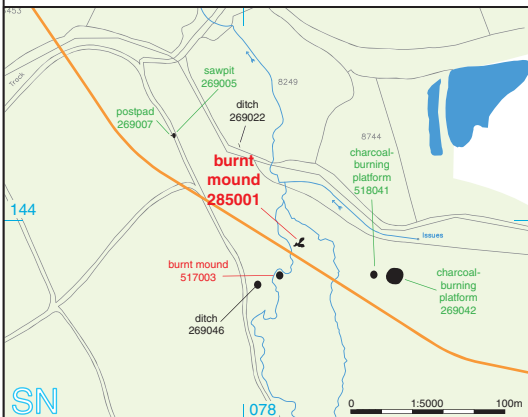 8453
Track
sawpit
269005
8249
postpad
269007
ditch
269022
8744
burnt
mound
285001
charcoal-
burning
platform
518041
144
Issues
burnt mound
517003
charcoal-
burning
platform
269042
ditch
269046
SN
078
0
1:5000
100m